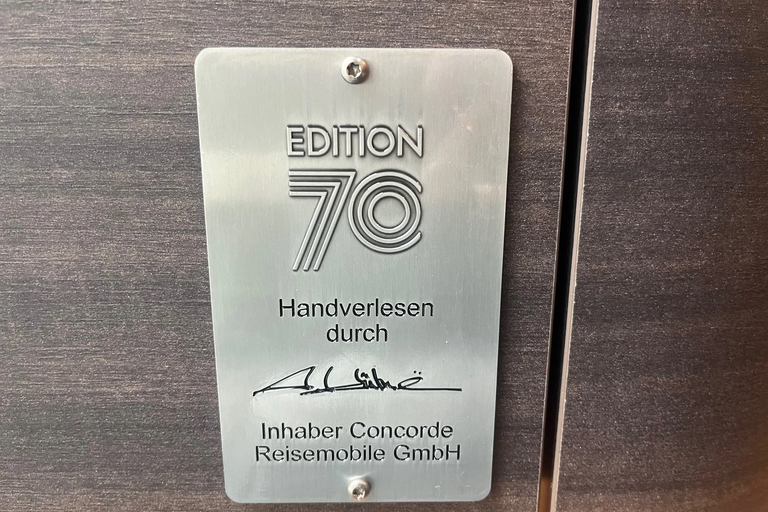 EDITION
70
Handverlesen
durch
Inhaber Concorde
Reisemobile GmbH